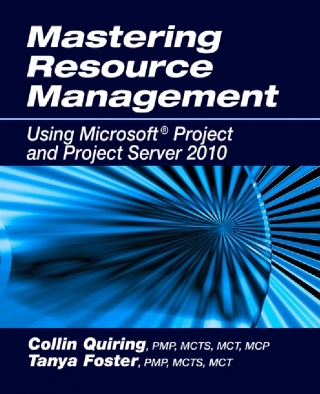 Mastering
Resource
Management
Using Microsoft® Project
and Project Server 2010
Collin Quiring, PMP, MCTS, MCT, MCP
Tanya Foster, PMP, MCTS, MCT